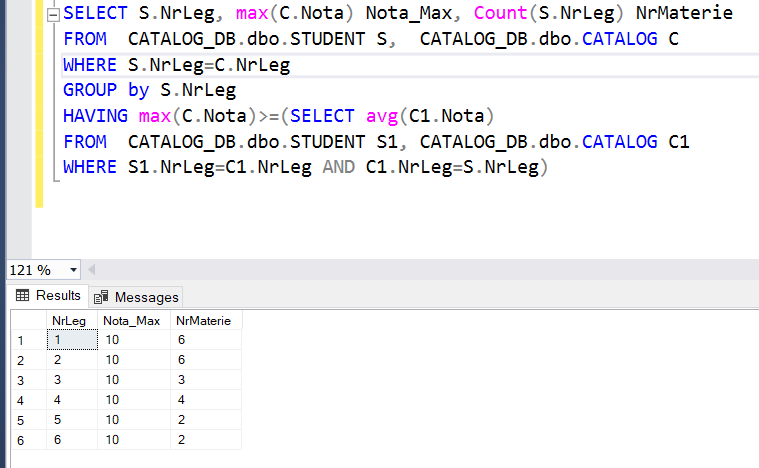 SELECT S.NrLeg, max(C.Nota) Nota_Max, Count(S.NrLeg) NrMaterie
FROM  CATALOG_DB.dbo.STUDENT S,  CATALOG_DB.dbo.CATALOG C
WHERE S.NrLeg=C.NrLeg
GROUP by S.NrLeg
HAVING max(C.Nota)>=(SELECT avg(C1.Nota)
FROM  CATALOG_DB.dbo.STUDENT S1, CATALOG_DB.dbo.CATALOG C1
WHERE S1.NrLeg=C1.NrLeg AND C1.NrLeg=S.NrLeg)
121 %
Results Messages
NrLeg Nota_Max NrMaterie
1 1 10 6
2 2 10 6
3 3 10 3
4 4 10 4
5 5 10 2
6 6 10 2